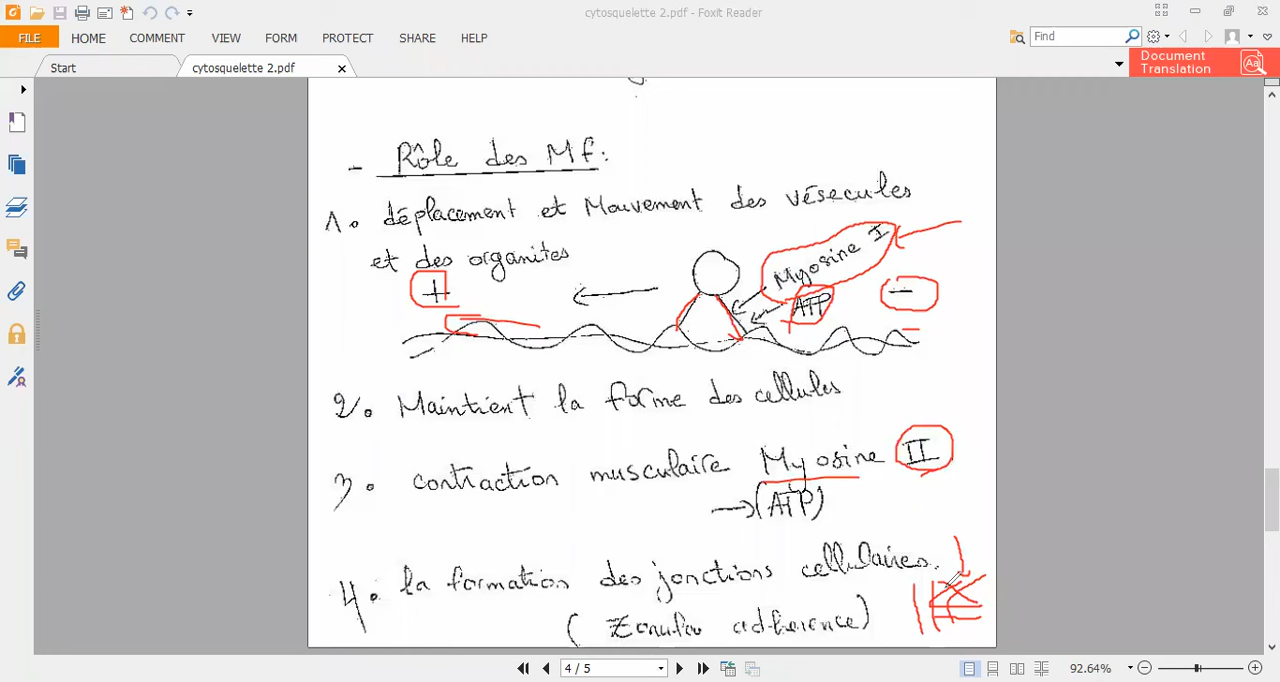 cytosquelette 2.pdf - Foxit Reader
FILE HOME COMMENT VIEW FORM PROTECT SHARE HELP
Find
Start
cytosquelette 2.pdf
Document
Translation
- Rôle des Mf:
1. déplacement et Mouvement des vésecules
et des organites
Myosine I
+
ATP
-
2. Maintient la forme des cellules
3. contraction musculaire Myosine II
→(ATP)
4. la formation des jonctions cellulaires.
(Zonula adherence)
4 / 5
92.64%